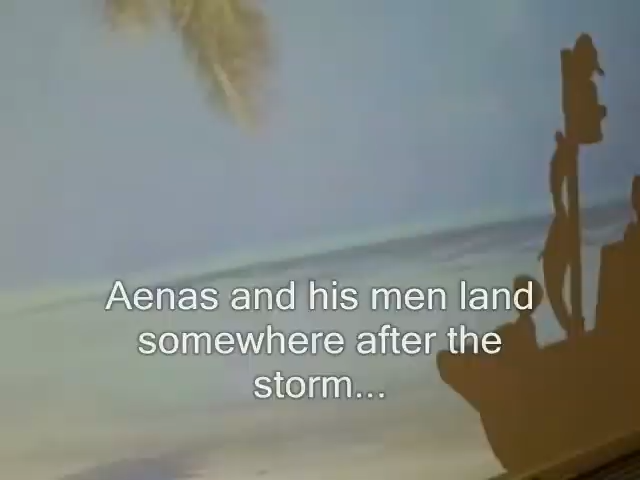 Aenas and his men land
somewhere after the
storm...